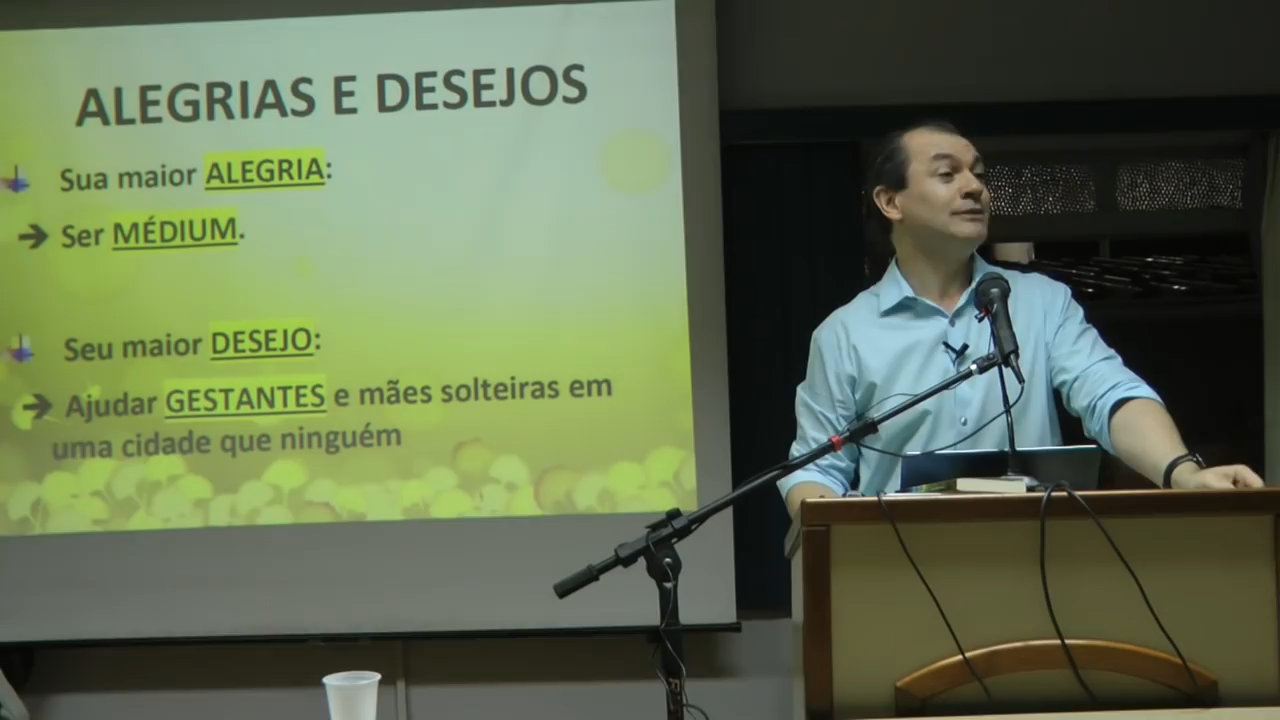 ALEGRIAS E DESEJOS
Sua maior ALEGRIA:
Ser MÉDIUM.
Seu maior DESEJO:
Ajudar GESTANTES e mães solteiras em
uma cidade que ninguém